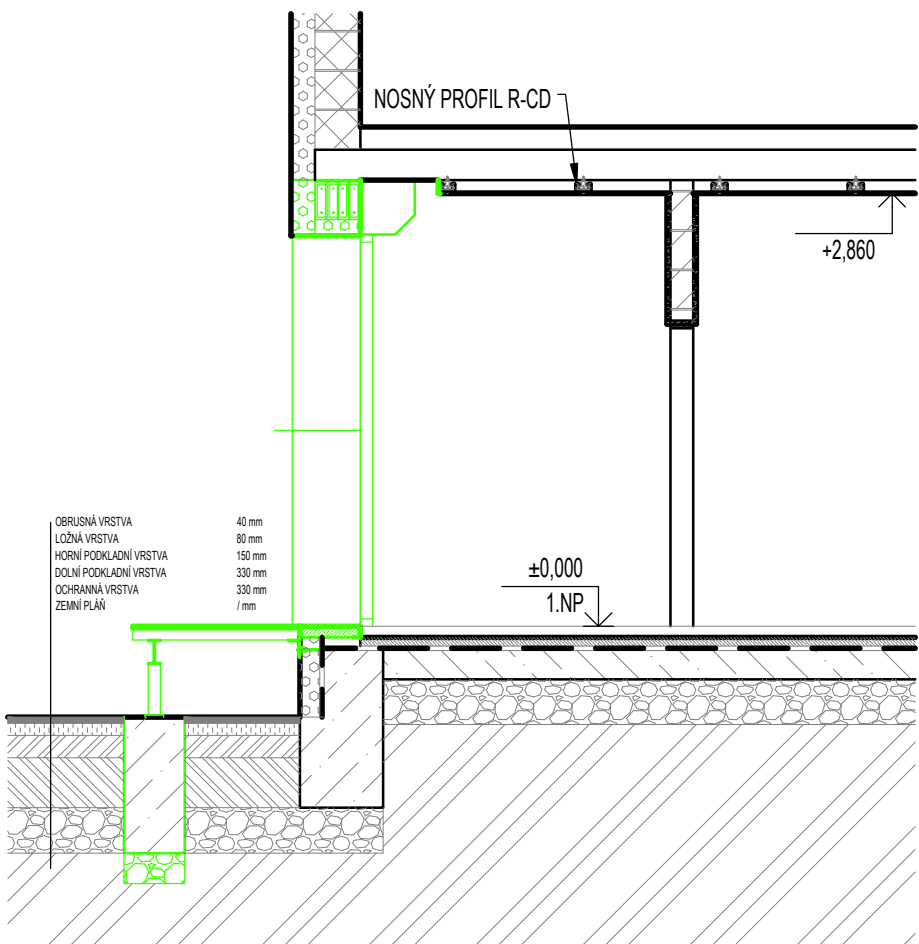 NOSNÝ PROFIL R-CD
+2,860
OBRUSNÁ VRSTVA 40 mm
LOŽNÁ VRSTVA 80 mm
HORNÍ PODKLADNÍ VRSTVA 150 mm
DOLNÍ PODKLADNÍ VRSTVA 330 mm
OCHRANNÁ VRSTVA 330 mm
ZEMNÍ PLÁŇ / mm
±0,000
1.NP